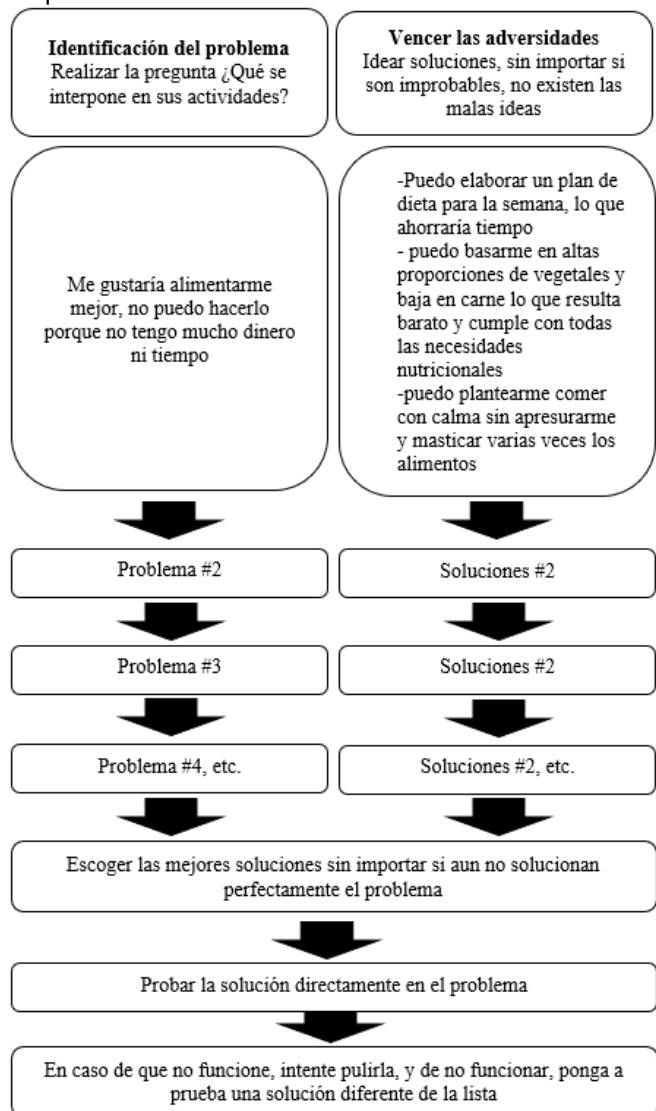 Identificación del problema
Realizar la pregunta ¿Qué se
interpone en sus actividades?
Vencer las adversidades
Idear soluciones, sin importar si
son improbables, no existen las
malas ideas
Me gustaría alimentarme
mejor, no puedo hacerlo
porque no tengo mucho dinero
ni tiempo
-Puedo elaborar un plan de
dieta para la semana, lo que
ahorraría tiempo
- puedo basarme en altas
proporciones de vegetales y
baja en carne lo que resulta
barato y cumple con todas
las necesidades
nutricionales
-puedo plantearme comer
con calma sin apresurarme
y masticar varias veces los
alimentos
Problema #2
Soluciones #2
Problema #3
Soluciones #2
Problema #4, etc.
Soluciones #2, etc.
Escoger las mejores soluciones sin importar si aun no solucionan
perfectamente el problema
Probar la solución directamente en el problema
En caso de que no funcione, intente pulirla, y de no funcionar, ponga a
prueba una solución diferente de la lista